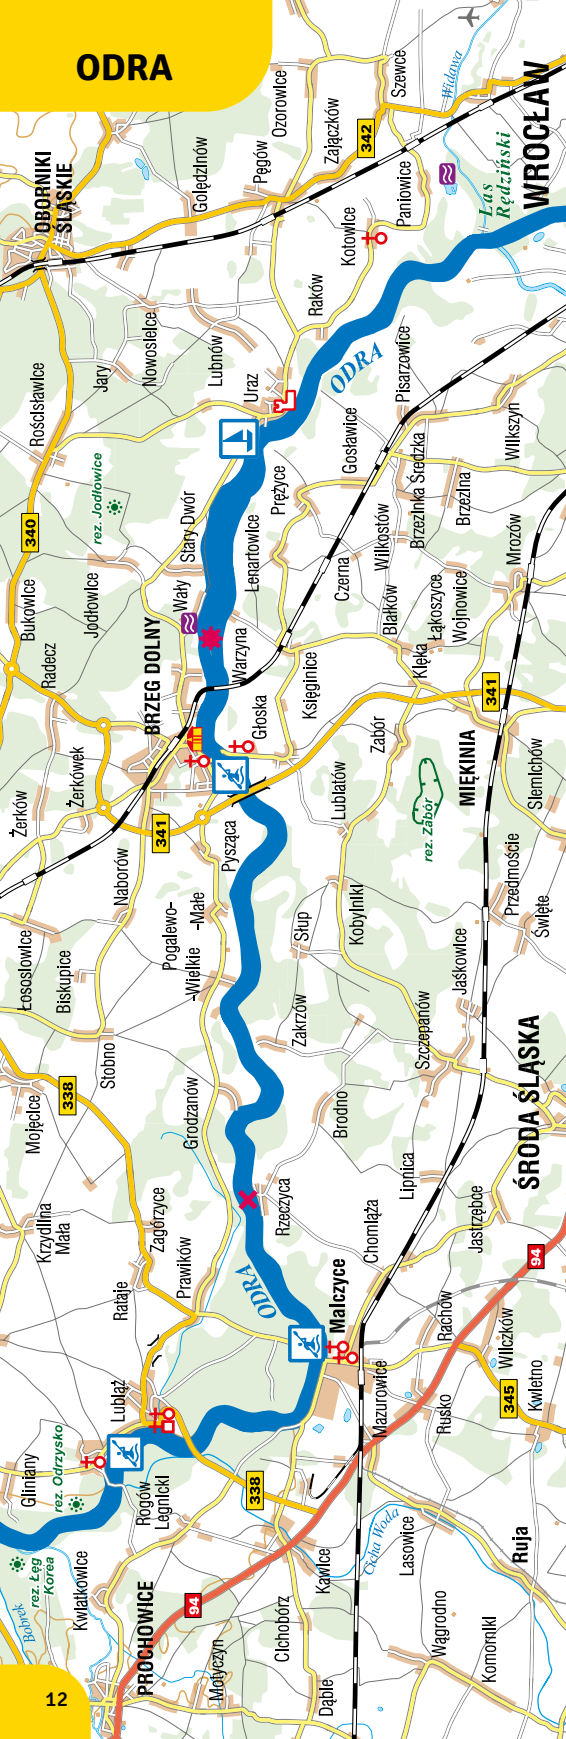 ODRA
Szewce
Widawa
Ozorowice
Zajączków
342
WROCŁAW
Las
Rędziński
Pęgów
Golędzinów
OBORNIKI
ŚLĄSKIE
Paniowice
Kotowice
Raków
ODRA
Pisarzowice
Lubnów
Nowosielce
Jary
Uraz
Rościsławice
Gosławice
Wilkszyn
Brzezinka Średzka
Brzezina
Prężyce
rez. Jodłowice
340
Stary Dwór
Lenartowice
Wilkostów
Mrozów
Czerna
Białków
Łąkoszyce
Wojnowice
Wały
Jodłowice
Bukowice
Radecz
Warzyna
Klęka
BRZEG DOLNY
Głoska
Księginice
341
Zabór
MIĘKINIA
Żerkówek
Żerków
Lubiatów
Siemichów
rez. Zabór
341
Pysząca
Naborów
Przedmoście
Święte
Pogalewo-
-Małe
-Wielkie
Kobylniki
Słup
Jaśkowice
Łososiowice
Biskupice
Zakrzów
Szczepanów
ŚRODA ŚLĄSKA
Stobno
338
Mojęcice
Grodzanów
Brodno
Lipnica
Rzeczyca
Jastrzębce
Chomiąża
94
Krzydlina
Mała
Zagórzyce
Prawików
Rataje
ODRA
Malczyce
Rachów
Wilczków
Mazurowice
Rusko
345
Kwietno
Lubiąż
rez. Odrzysko
Gliniany
Rogów
Legnicki
338
Cicha Woda
Lasowice
Ruja
Kawice
rez. Łęg
Korea
Kwiatkowice
Bobrek
94
PROCHOWICE
Cichobórz
Wągrodno
Komorniki
Motyczyn
Dąbie
12